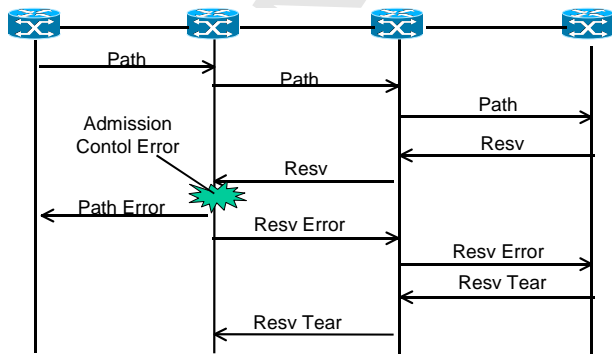 Path
Path
Path
Admission
Contol Error
Resv
Resv
Path Error
Resv Error
Resv Error
Resv Tear
Resv Tear